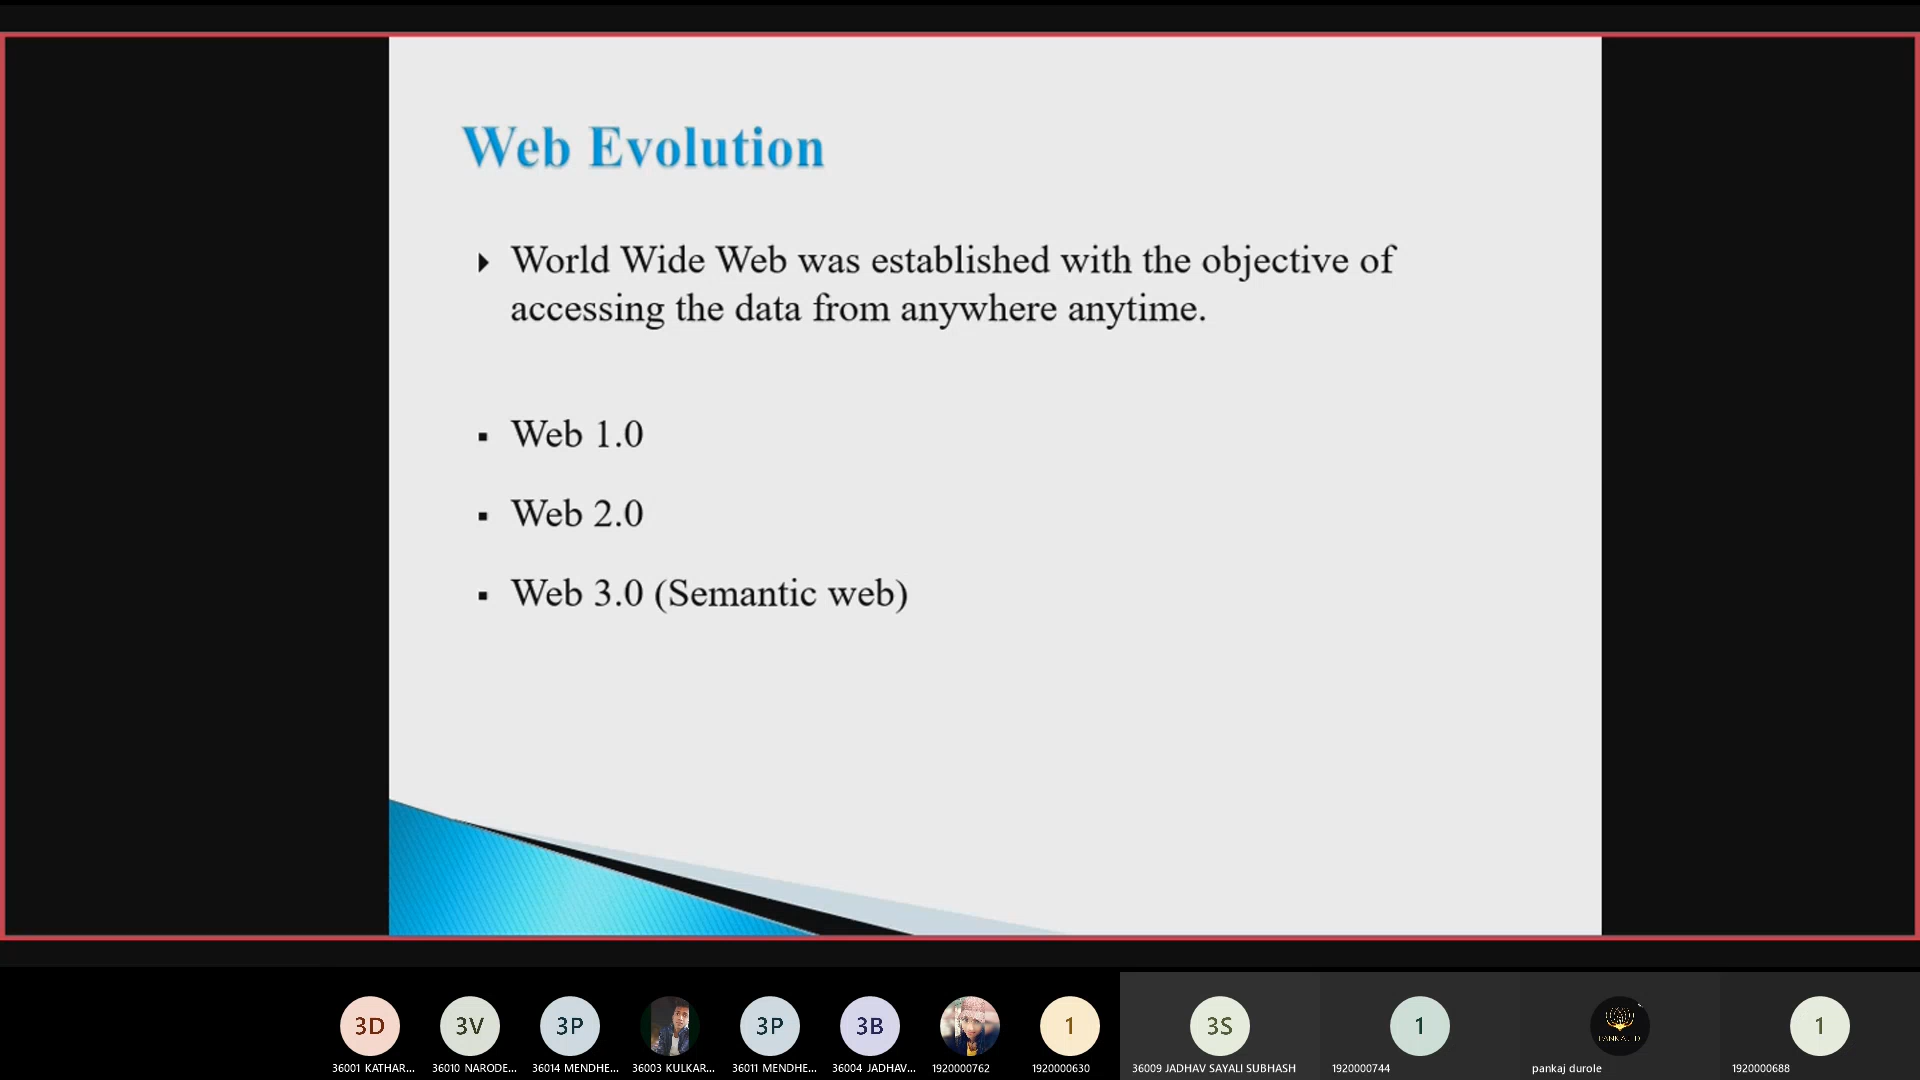 Web Evolution
World Wide Web was established with the objective of
accessing the data from anywhere anytime.
Web 1.0
Web 2.0
Web 3.0 (Semantic web)
3D
3V
3P
3P
3B
1
3S
1
1
36001 KATHAR...
36010 NARODE...
36014 MENDHE...
36003 KULKAR...
36011 MENDHE...
36004 JADHAV...
1920000762
1920000630
36009 JADHAV SAYALI SUBHASH
1920000744
pankaj durole
1920000688